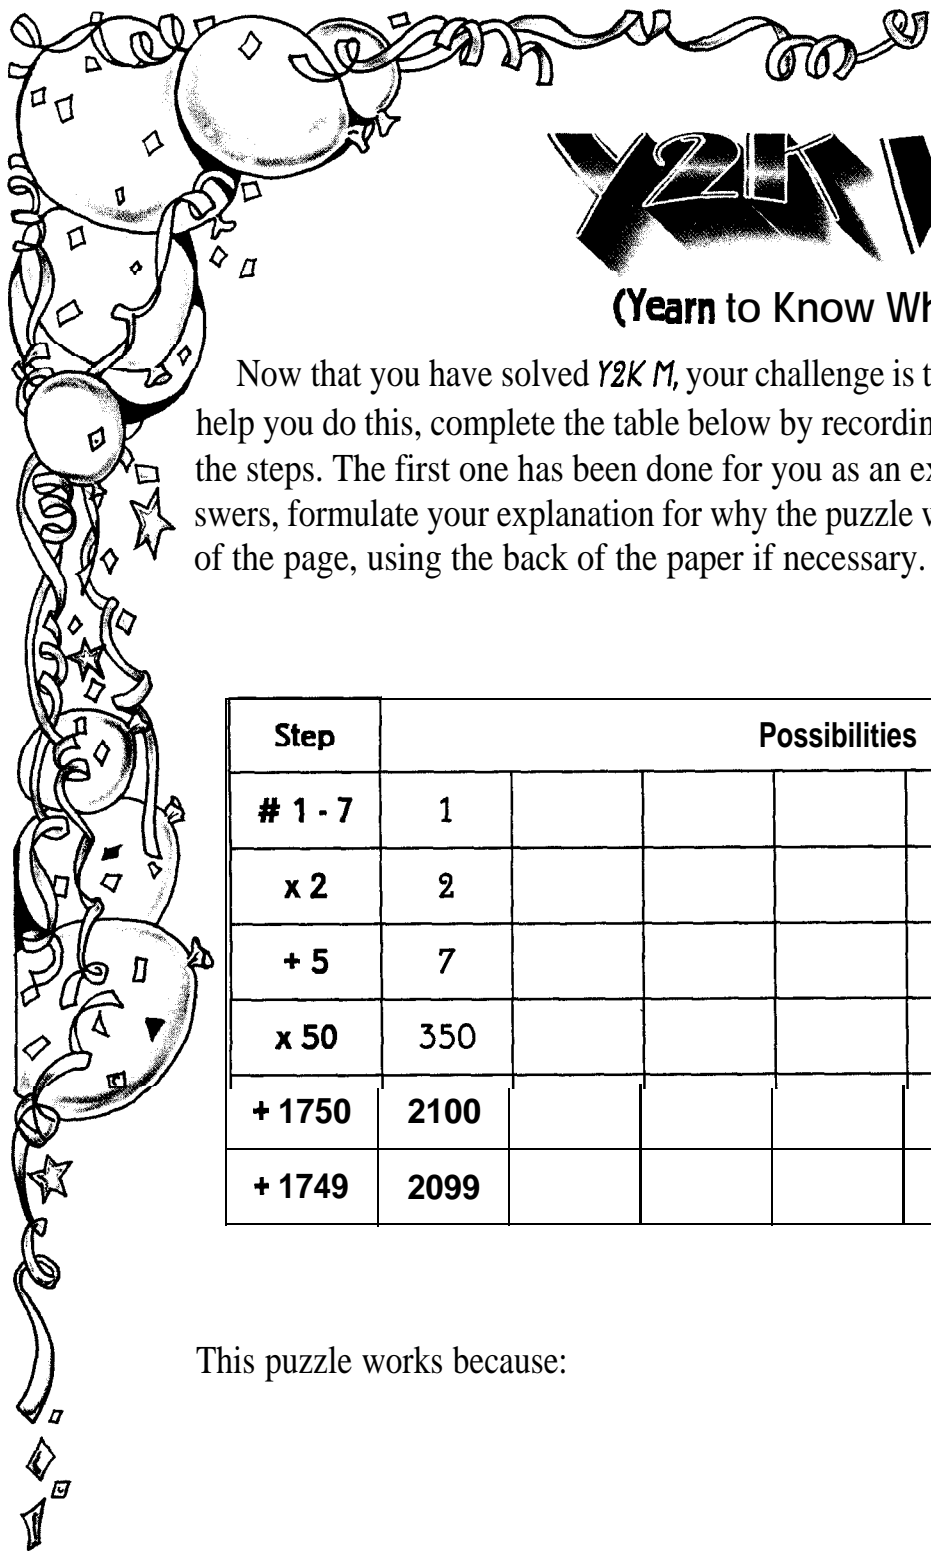 Y2K
(Yearn to Know Wh
Now that you have solved Y2K M, your challenge is t
help you do this, complete the table below by recordin
the steps. The first one has been done for you as an ex
swers, formulate your explanation for why the puzzle w
of the page, using the back of the paper if necessary.
Step Possibilities
# 1 - 7 1
x 2 2
+ 5 7
x 50 350
+ 1750 2100
+ 1749 2099
This puzzle works because: